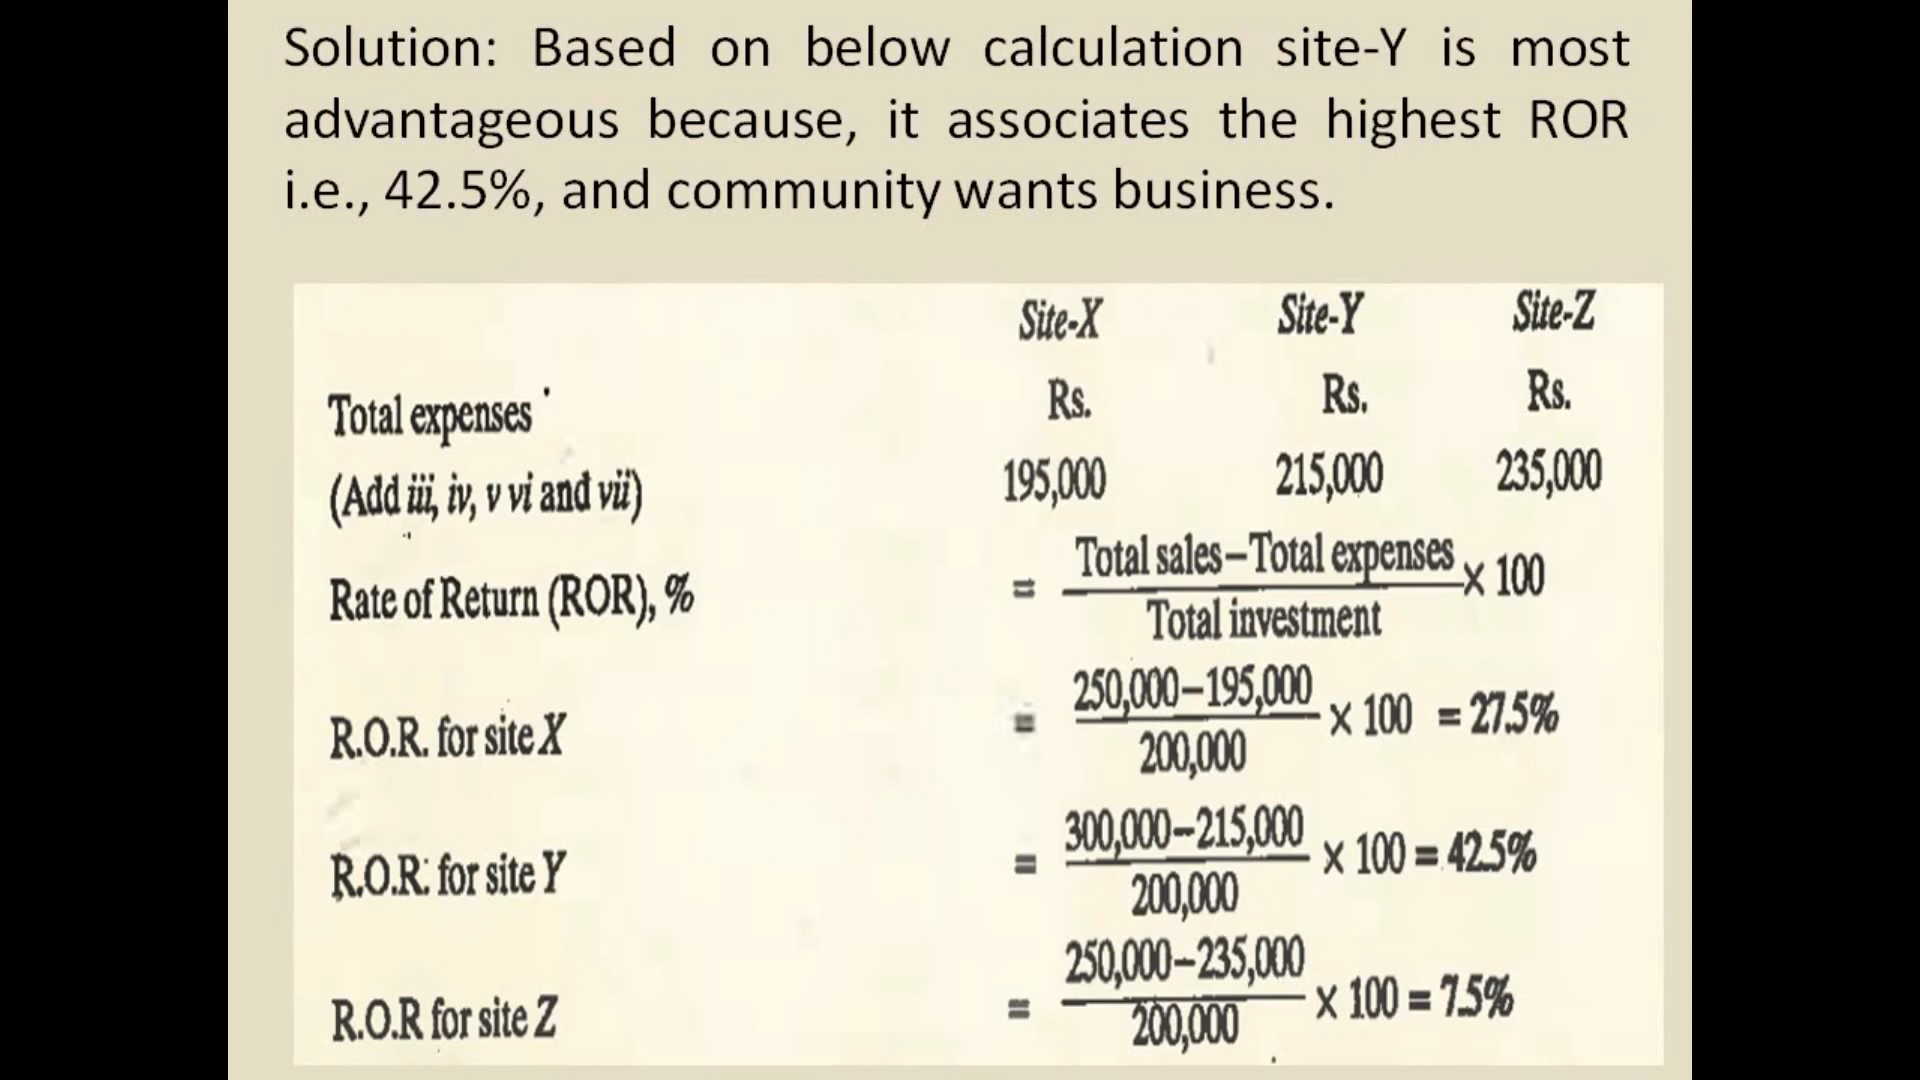 Solution: Based on below calculation site-Y is most
advantageous because, it associates the highest ROR
i.e., 42.5%, and community wants business.
Site-X Site-Y Site-Z
Total expenses Rs. Rs. Rs.
(Add iii, iv, v vi and vii) 195,000 215,000 235,000
Rate of Return (ROR), % = Total sales–Total expenses × 100
Total investment
R.O.R. for site X = 250,000–195,000 × 100 = 27.5%
200,000
R.O.R. for site Y = 300,000–215,000 × 100 = 42.5%
200,000
R.O.R for site Z = 250,000–235,000 × 100 = 7.5%
200,000